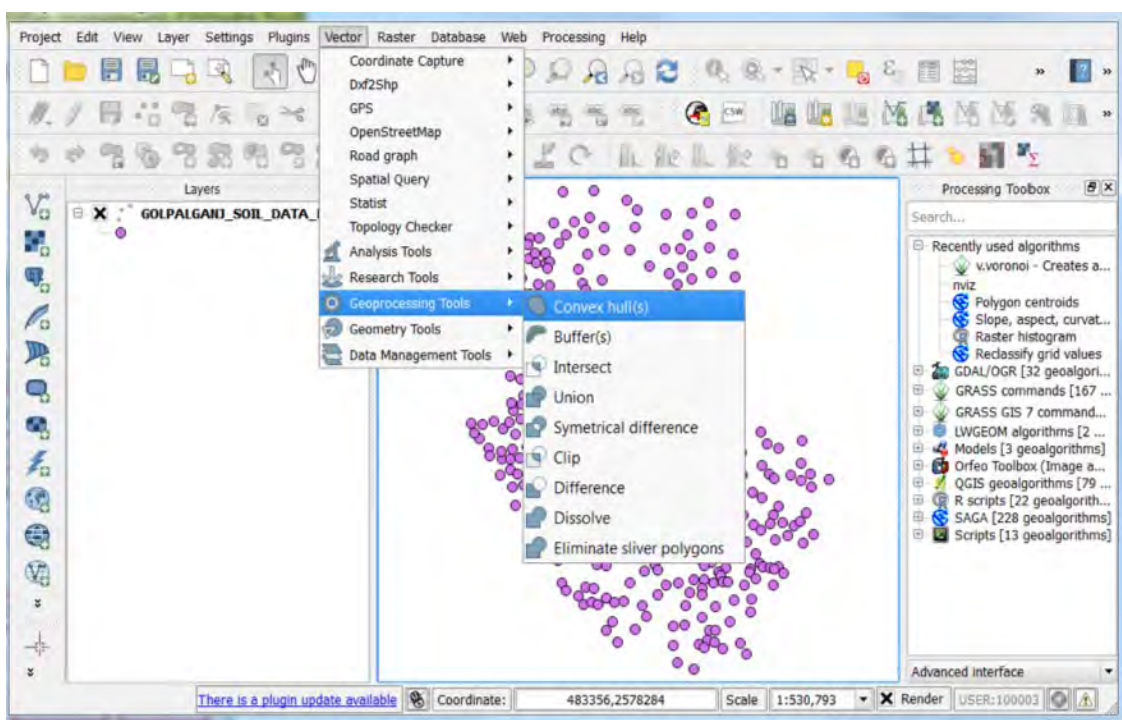 Project Edit View Layer Settings Plugins Vector Raster Database Web Processing Help
Coordinate Capture
Dxf2Shp
GPS
OpenStreetMap
Road graph
Spatial Query
Statist
Topology Checker
Analysis Tools
Research Tools
Geoprocessing Tools
Geometry Tools
Data Management Tools
Convex hull(s)
Buffer(s)
Intersect
Union
Symetrical difference
Clip
Difference
Dissolve
Eliminate sliver polygons
CSW
Layers
GOLPALGANJ_SOIL_DATA_
Processing Toolbox
Search...
Recently used algorithms
v.voronoi - Creates a...
nviz
Polygon centroids
Slope, aspect, curvat...
Raster histogram
Reclassify grid values
GDAL/OGR [32 geoalgori...
GRASS commands [167 ...
GRASS GIS 7 command...
LWGEOM algorithms [2 ...
Models [3 geoalgorithms]
Orfeo Toolbox (Image a...
QGIS geoalgorithms [79 ...
R scripts [22 geoalgorith...
SAGA [228 geoalgorithms]
Scripts [13 geoalgorithms]
Advanced interface
There is a plugin update available Coordinate: 483356,2578284 Scale 1:530,793 Render USER:100003